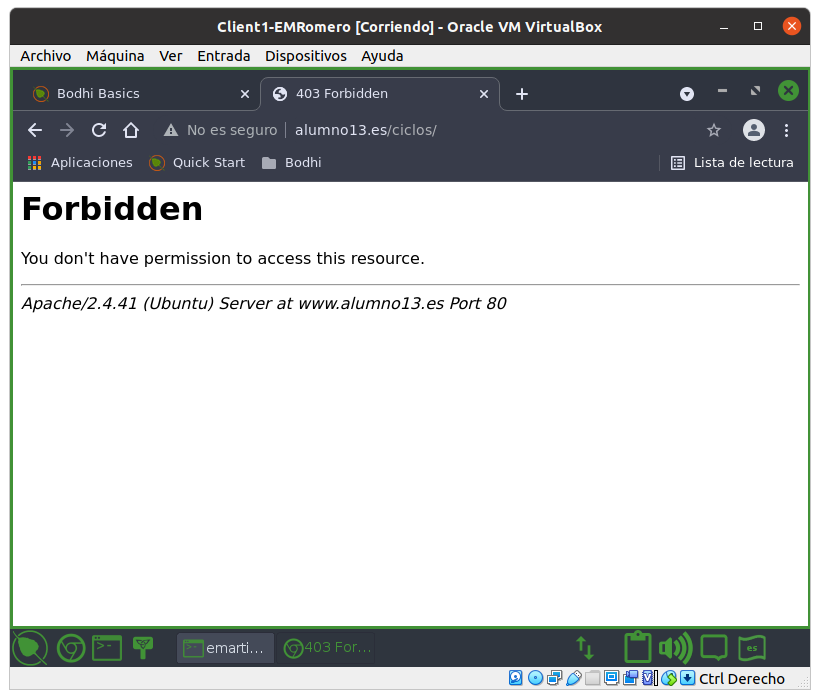 Client1-EMRomero [Corriendo] - Oracle VM VirtualBox
Archivo Máquina Ver Entrada Dispositivos Ayuda
Bodhi Basics 403 Forbidden
No es seguro alumno13.es/ciclos/
Aplicaciones Quick Start Bodhi Lista de lectura
Forbidden
You don't have permission to access this resource.
Apache/2.4.41 (Ubuntu) Server at www.alumno13.es Port 80
emarti... 403 For... es
Ctrl Derecho